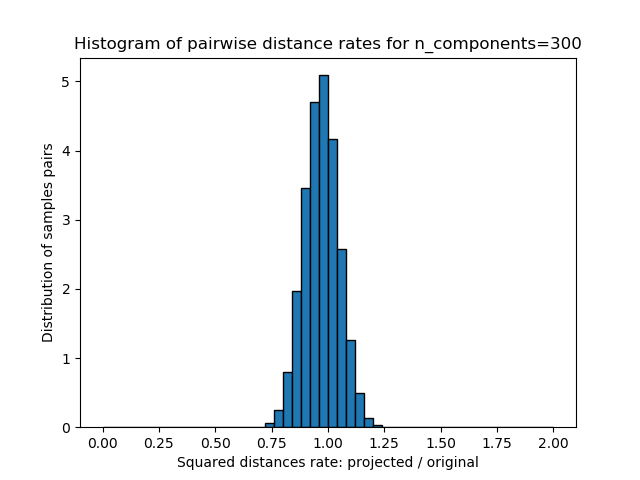 Histogram of pairwise distance rates for n_components=300
Distribution of samples pairs
5
4
3
2
1
0
0.00 0.25 0.50 0.75 1.00 1.25 1.50 1.75 2.00
Squared distances rate: projected / original